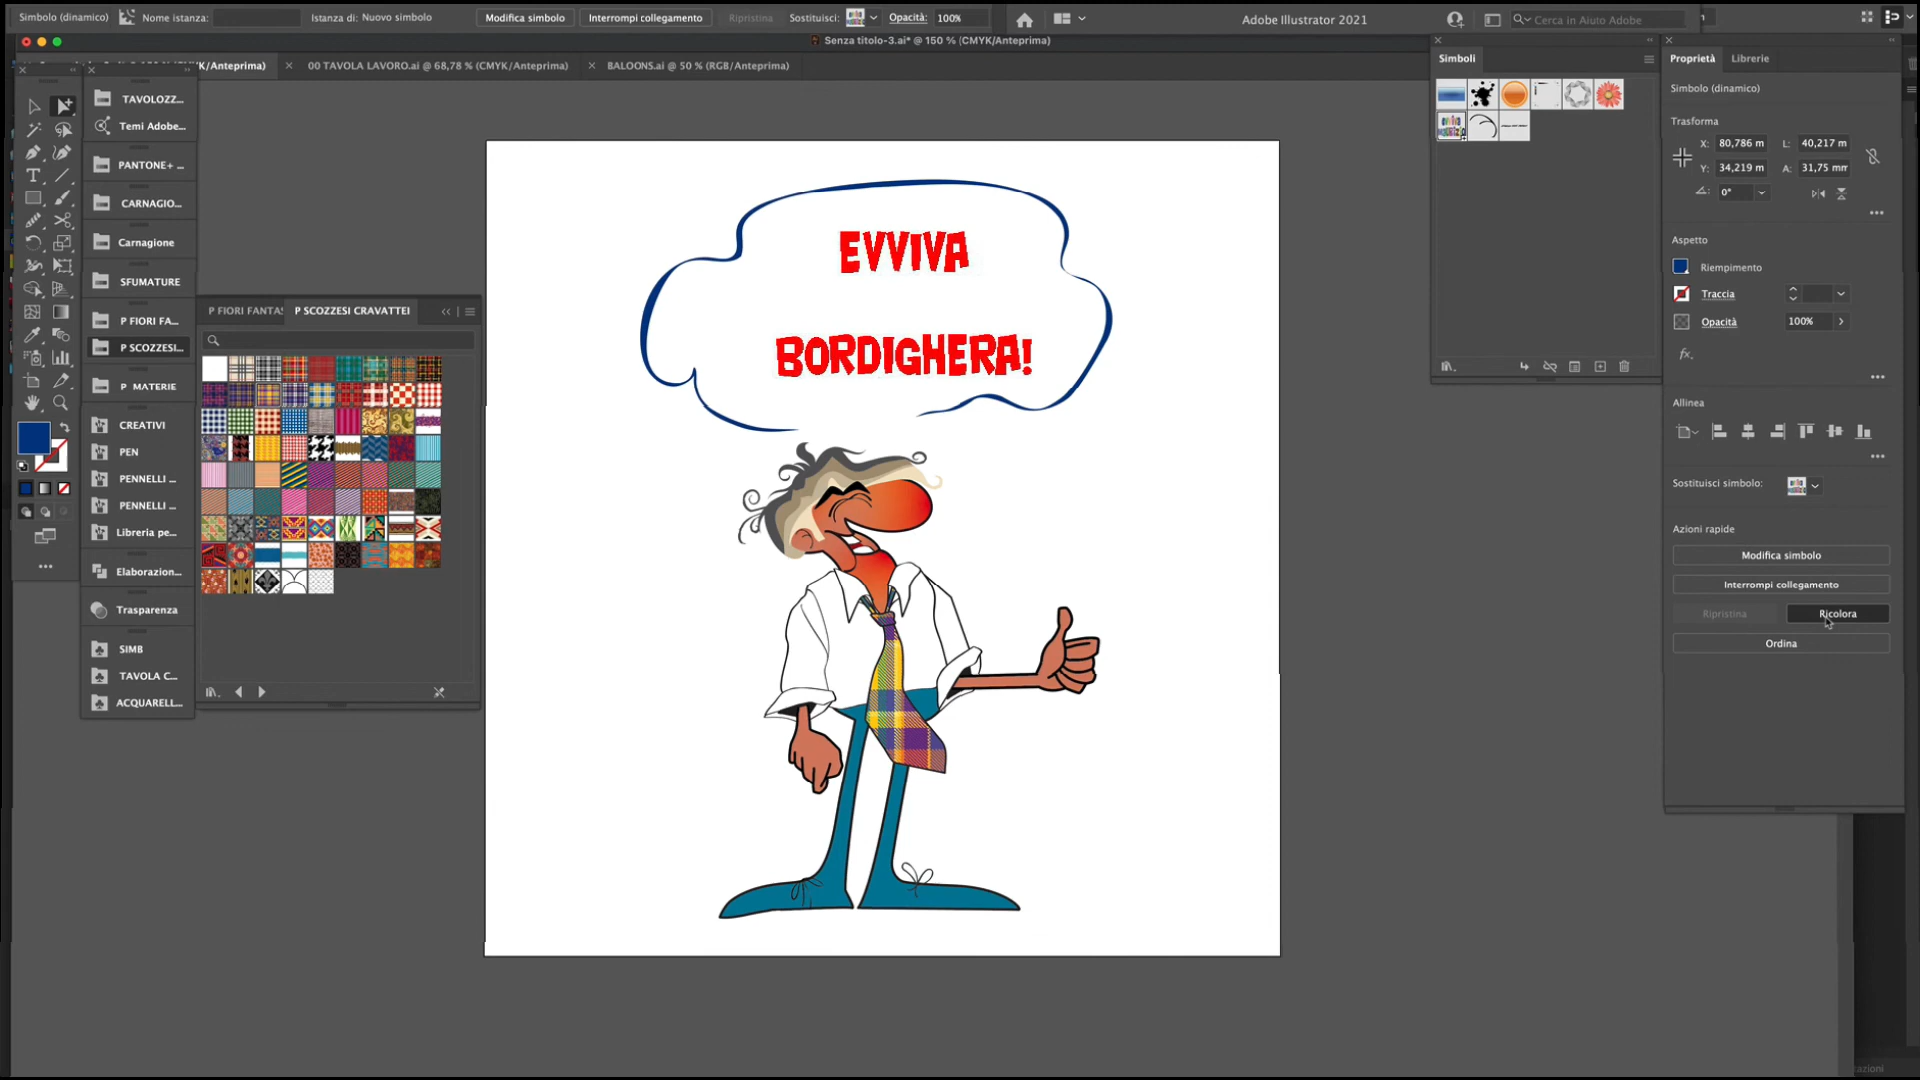 Simbolo (dinamico) Nome istanza: Istanza di: Nuovo simbolo Modifica simbolo Interrompi collegamento Ripristina Sostituisci: Opacità: 100% Adobe Illustrator 2021 Cerca in Aiuto Adobe
Senza titolo-3.ai* @ 150 % (CMYK/Anteprima)
K/Anteprima) × 00 TAVOLA LAVORO.ai @ 68,78 % (CMYK/Anteprima) × BALOONS.ai @ 50 % (RGB/Anteprima)
TAVOLOZZ...
Temi Adobe...
PANTONE+ ...
CARNAGIO...
Carnagione
SFUMATURE
P FIORI FA...
P SCOZZESI...
P MATERIE
CREATIVI
PEN
PENNELLI ...
PENNELLI ...
Libreria pe...
Elaborazion...
Trasparenza
SIMB
TAVOLA C...
ACQUARELL...
P FIORI FANTAS P SCOZZESI CRAVATTEI
EVVIVA
BORDIGHERA!
Simboli
Proprietà Librerie
Simbolo (dinamico)
Trasforma
X: 80,786 m L: 40,217 m
Y: 34,219 m A: 31,75 mm
0°
Aspetto
Riempimento
Traccia
Opacità 100%
fx.
Allinea
Sostituisci simbolo:
Azioni rapide
Modifica simbolo
Interrompi collegamento
Ripristina Ricolora
Ordina